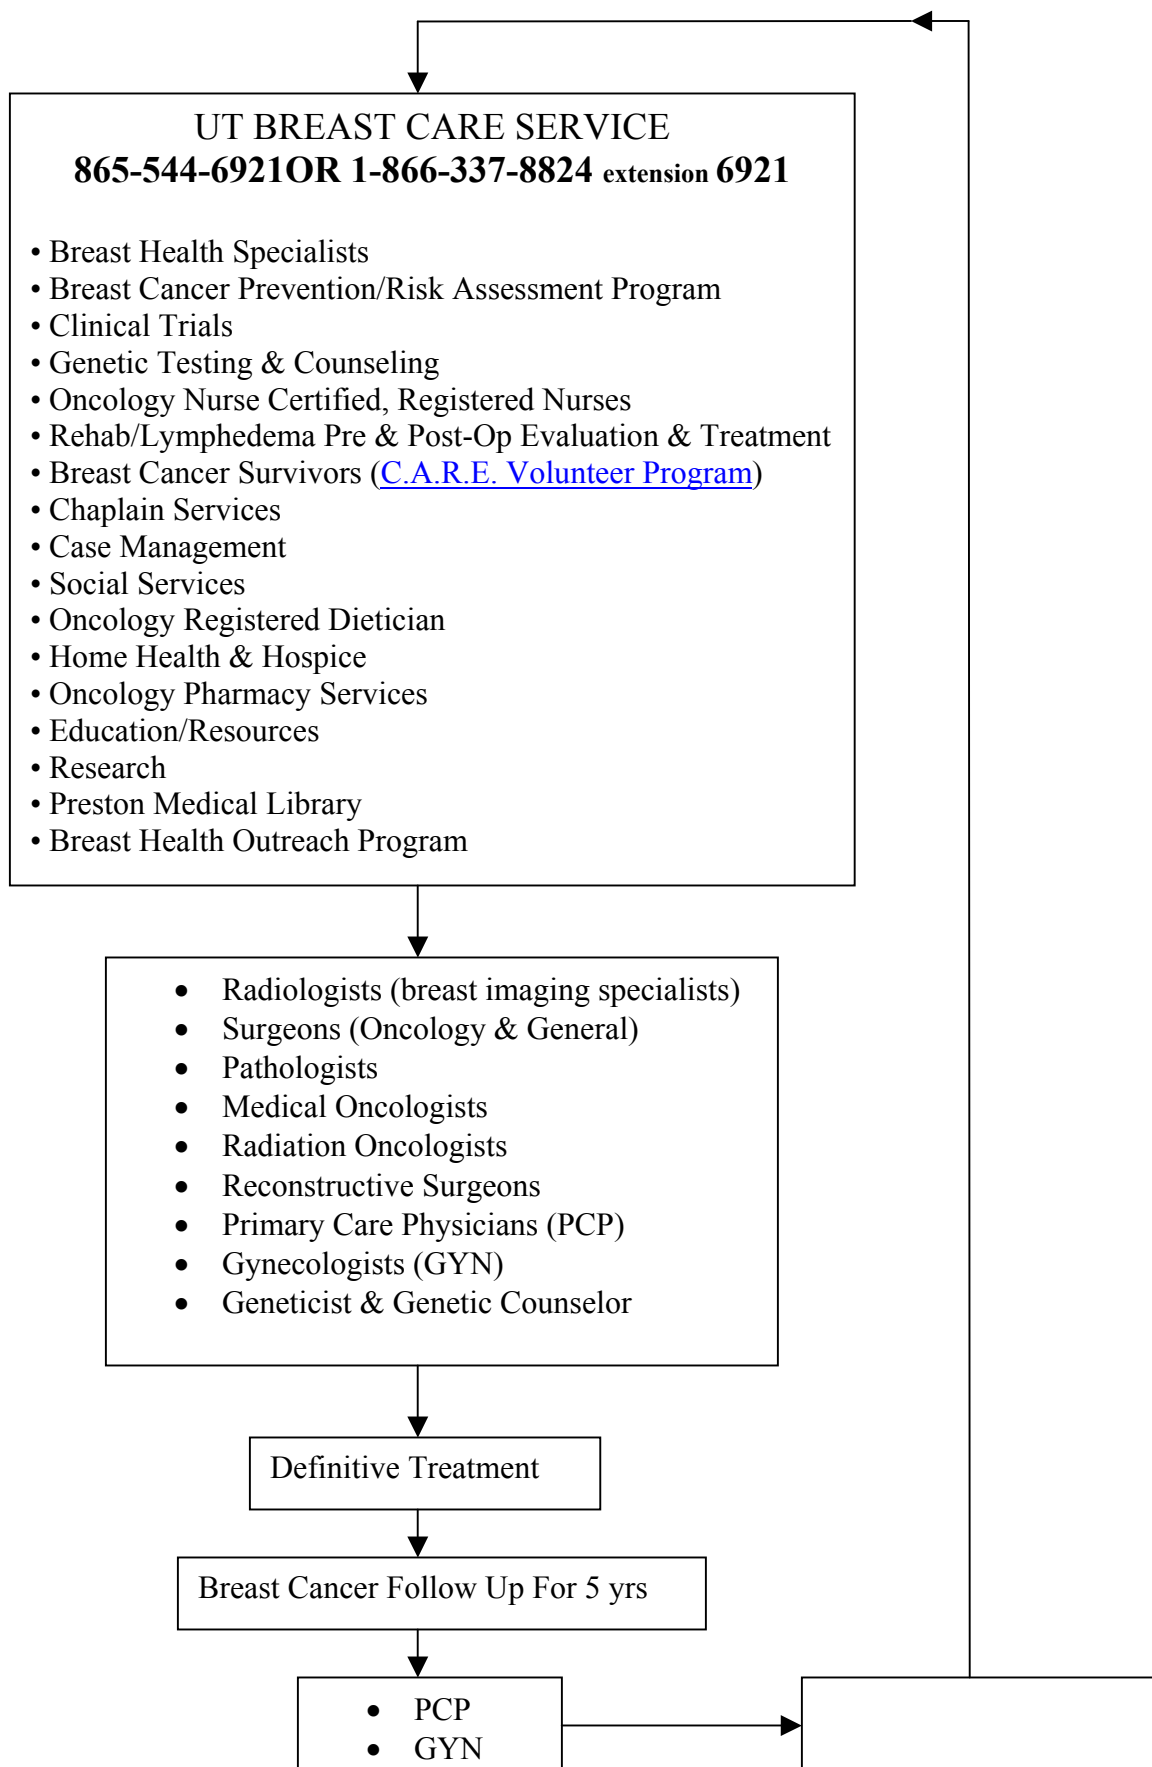 UT BREAST CARE SERVICE
865-544-6921OR 1-866-337-8824 extension 6921
• Breast Health Specialists
• Breast Cancer Prevention/Risk Assessment Program
• Clinical Trials
• Genetic Testing & Counseling
• Oncology Nurse Certified, Registered Nurses
• Rehab/Lymphedema Pre & Post-Op Evaluation & Treatment
• Breast Cancer Survivors (C.A.R.E. Volunteer Program)
• Chaplain Services
• Case Management
• Social Services
• Oncology Registered Dietician
• Home Health & Hospice
• Oncology Pharmacy Services
• Education/Resources
• Research
• Preston Medical Library
• Breast Health Outreach Program
• Radiologists (breast imaging specialists)
• Surgeons (Oncology & General)
• Pathologists
• Medical Oncologists
• Radiation Oncologists
• Reconstructive Surgeons
• Primary Care Physicians (PCP)
• Gynecologists (GYN)
• Geneticist & Genetic Counselor
Definitive Treatment
Breast Cancer Follow Up For 5 yrs
• PCP
• GYN